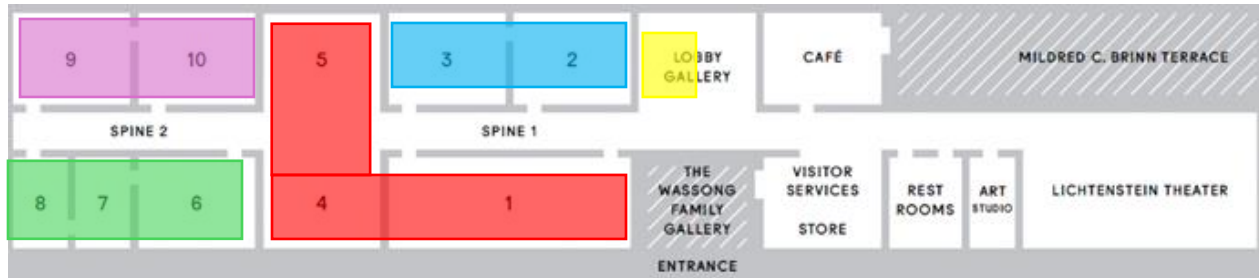 9
10
5
3
2
LOBBY
GALLERY
CAFÉ
MILDRED C. BRINN TERRACE
SPINE 2
SPINE 1
8
7
6
4
1
THE
WASSONG
FAMILY
GALLERY
VISITOR
SERVICES
STORE
REST
ROOMS
ART
STUDIO
LICHTENSTEIN THEATER
ENTRANCE